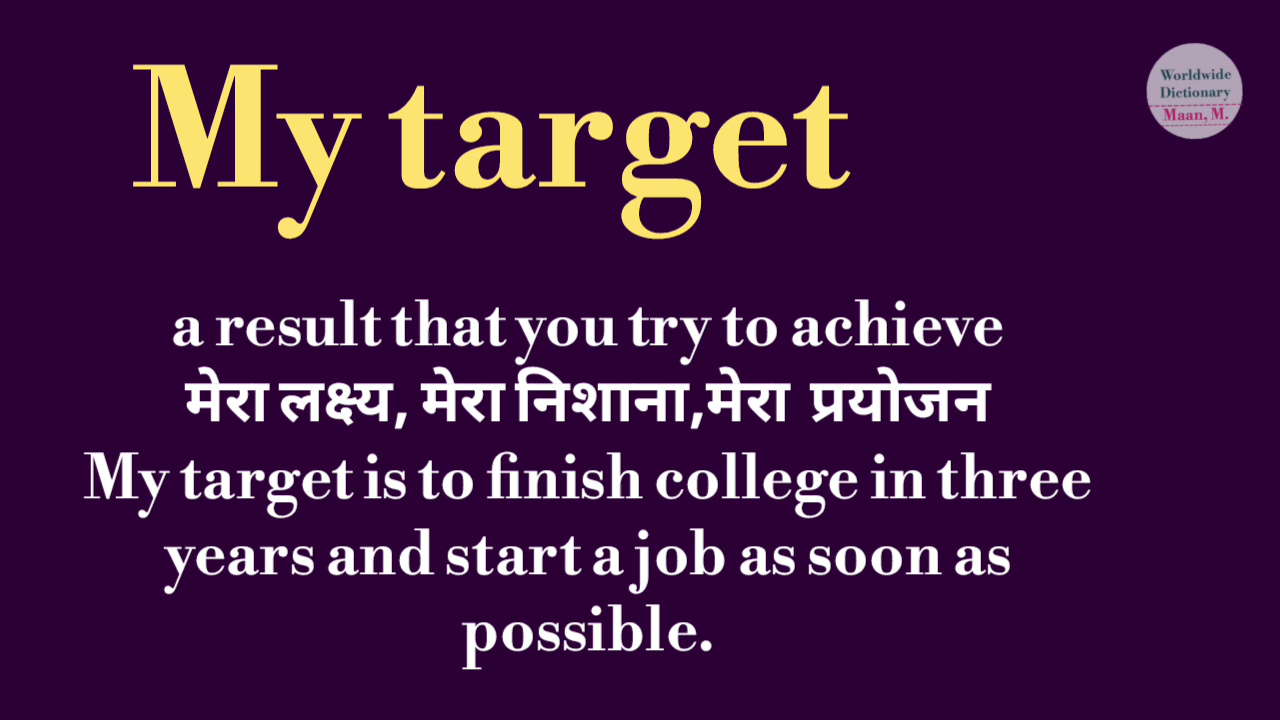 My target
Worldwide
Dictionary
Maan, M.
a result that you try to achieve
मेरा लक्ष्य, मेरा निशाना,मेरा प्रयोजन
My target is to finish college in three
years and start a job as soon as
possible.